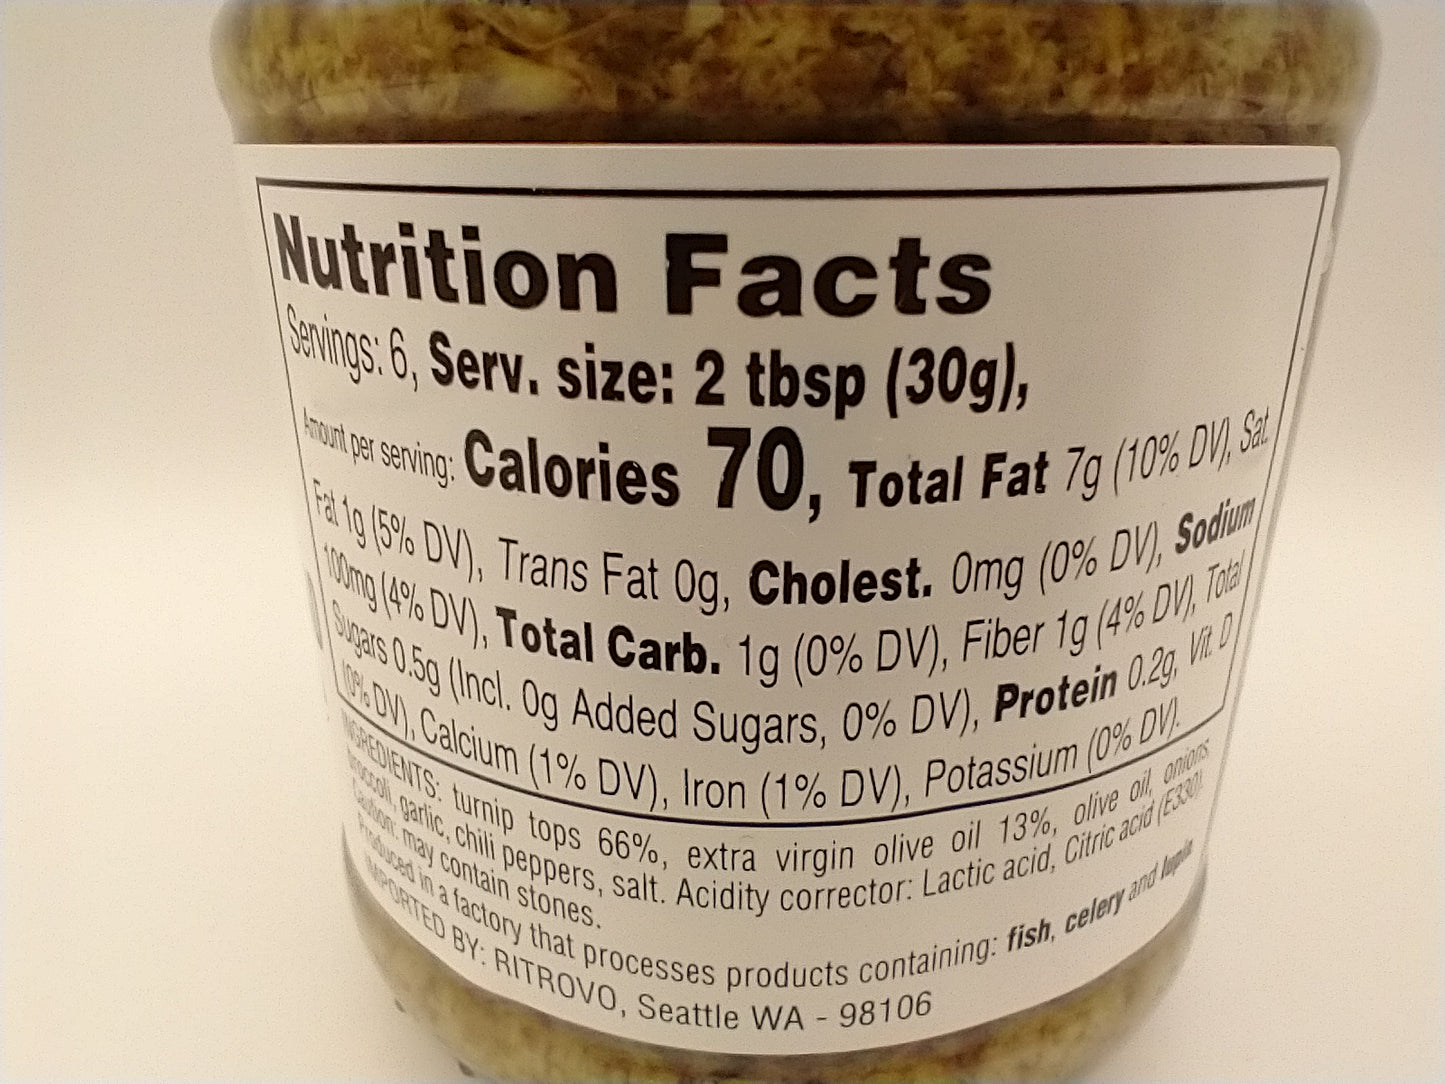 Nutrition Facts
Servings: 6, Serv. size: 2 tbsp (30g),
Amount per serving: Calories 70, Total Fat 7g (10% DV), Sat.
Fat 1g (5% DV), Trans Fat 0g, Cholest. 0mg (0% DV), Sodium
100mg (4% DV), Total Carb. 1g (0% DV), Fiber 1g (4% DV), Total
Sugars 0.5g (Incl. 0g Added Sugars, 0% DV), Protein 0.2g, Vit. D
(0% DV), Calcium (1% DV), Iron (1% DV), Potassium (0% DV).
INGREDIENTS: turnip tops 66%, extra virgin olive oil 13%, olive oil, onions,
broccoli, garlic, chili peppers, salt. Acidity corrector: Lactic acid, Citric acid (E330).
Caution: may contain stones.
Produced in a factory that processes products containing: fish, celery and lupin
IMPORTED BY: RITROVO, Seattle WA - 98106